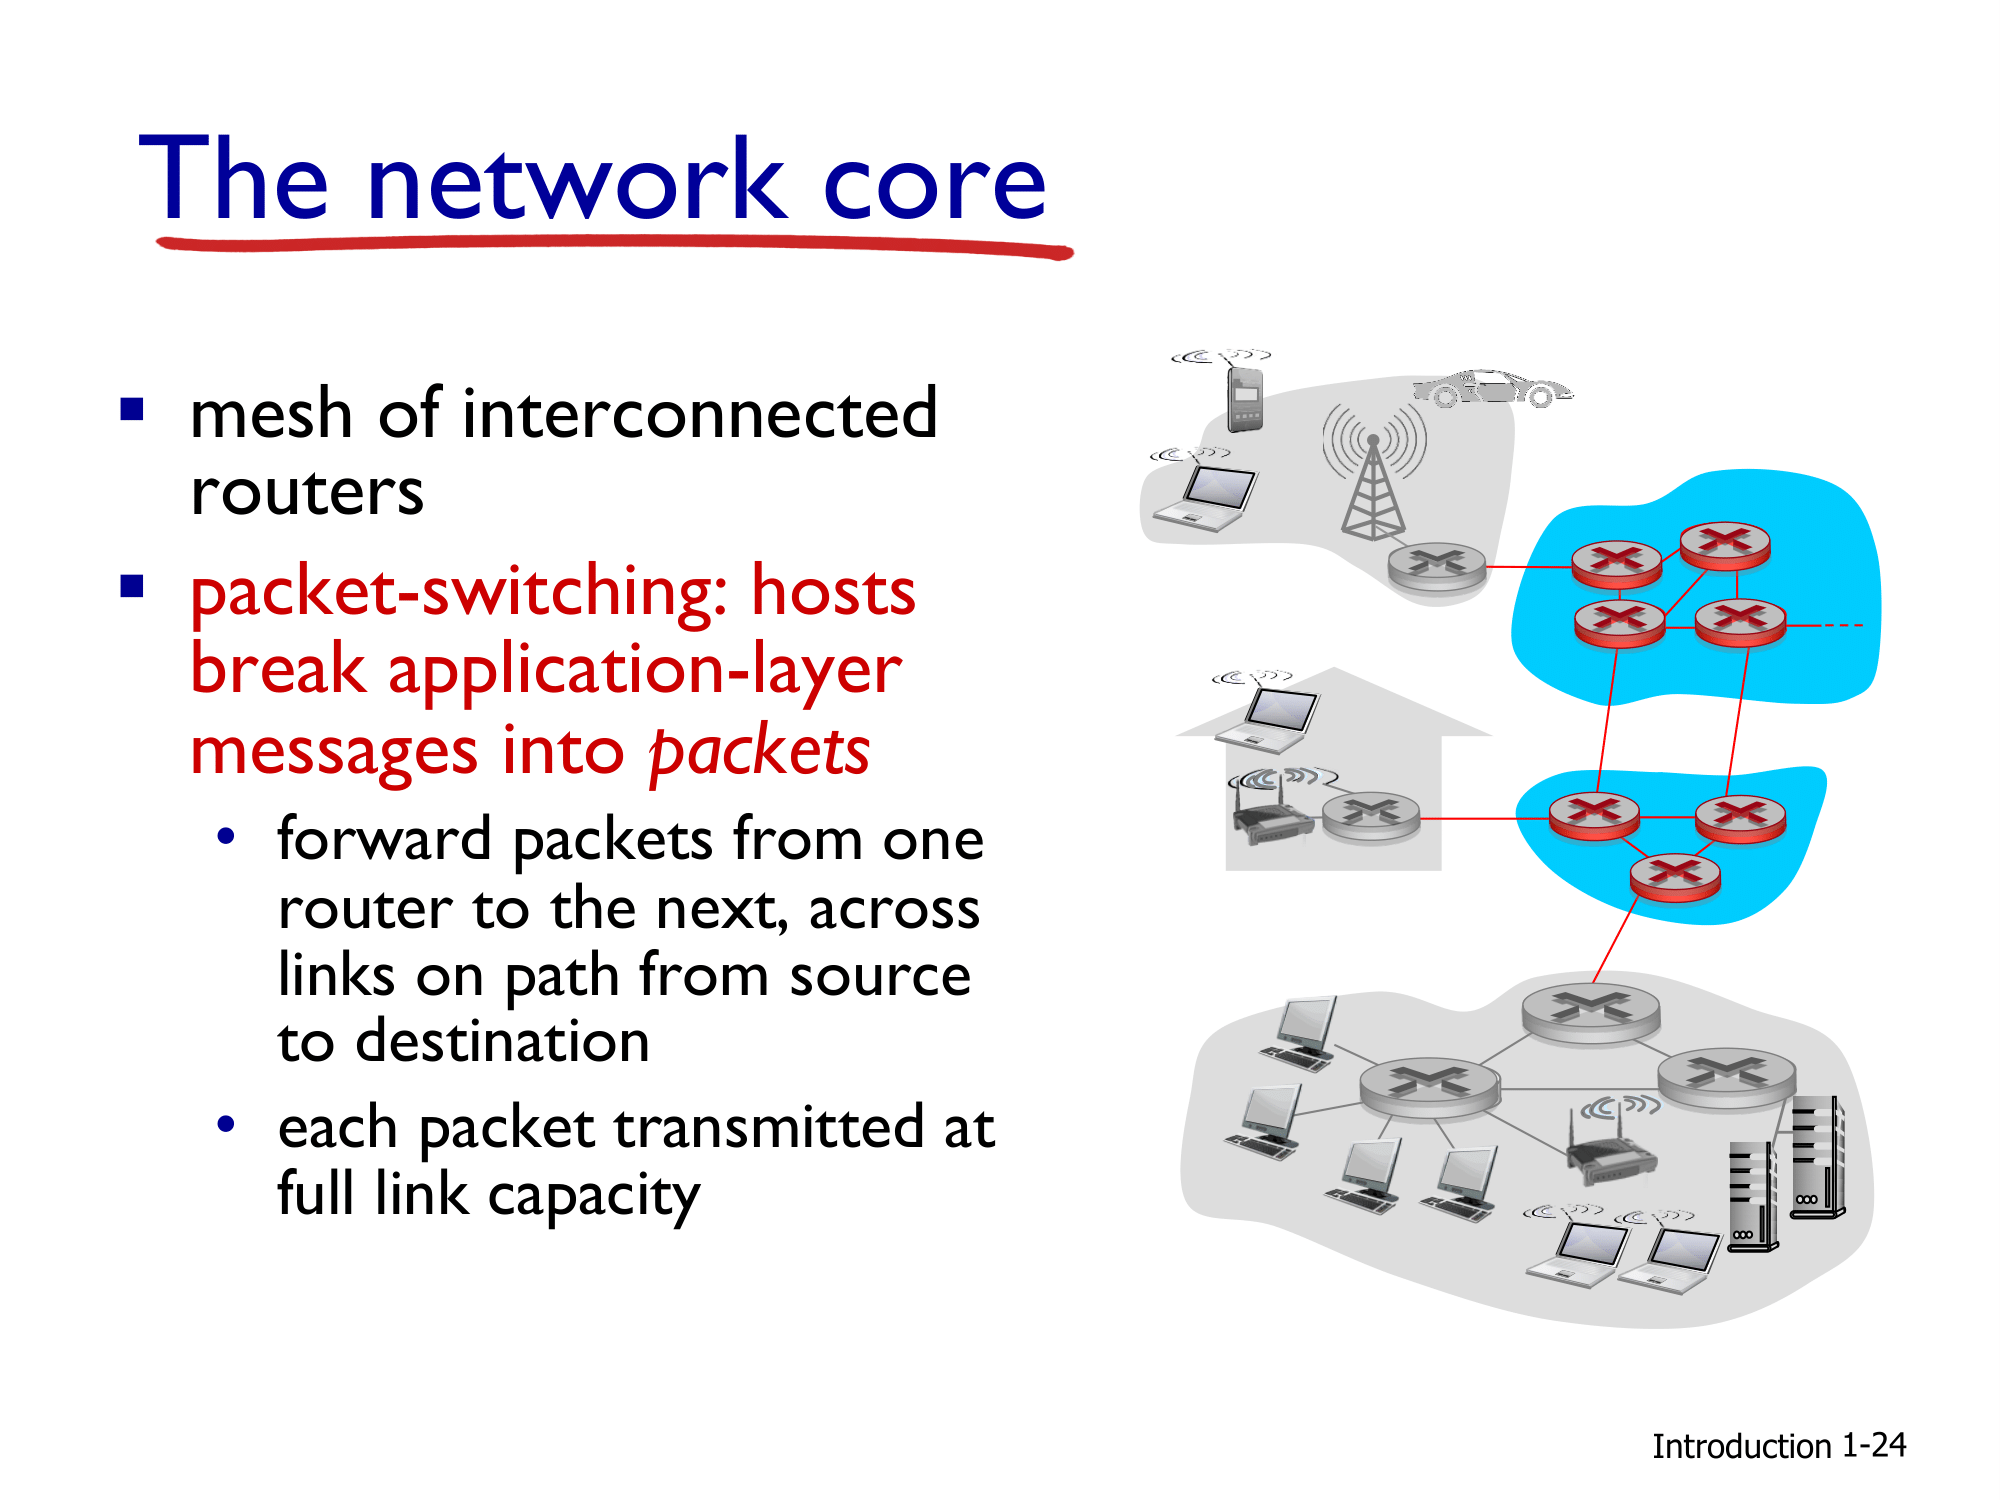 The network core
▪ mesh of interconnected
routers
▪ packet-switching: hosts
break application-layer
messages into packets
• forward packets from one
router to the next, across
links on path from source
to destination
• each packet transmitted at
full link capacity
Introduction 1-24